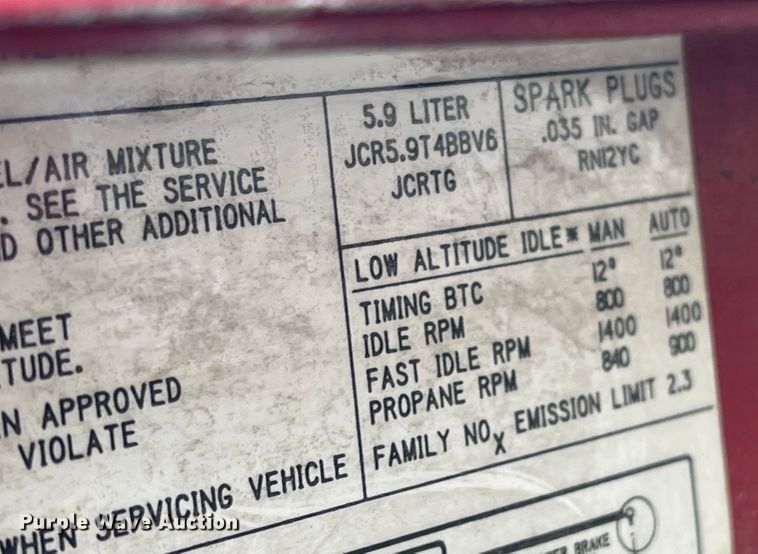 EL/AIR MIXTURE
. SEE THE SERVICE
D OTHER ADDITIONAL
MEET
TUDE.
N APPROVED
VIOLATE
WHEN SERVICING VEHICLE
5.9 LITER
JCR5.9T4BBV6
JCRTG
SPARK PLUGS
.035 IN. GAP
RN12YC
LOW ALTITUDE IDLE* MAN AUTO
TIMING BTC 12° 12°
IDLE RPM 800 800
FAST IDLE RPM 1400 1400
PROPANE RPM 840 900
FAMILY NOX EMISSION LIMIT 2.3
BRAKE
Purple Wave Auction